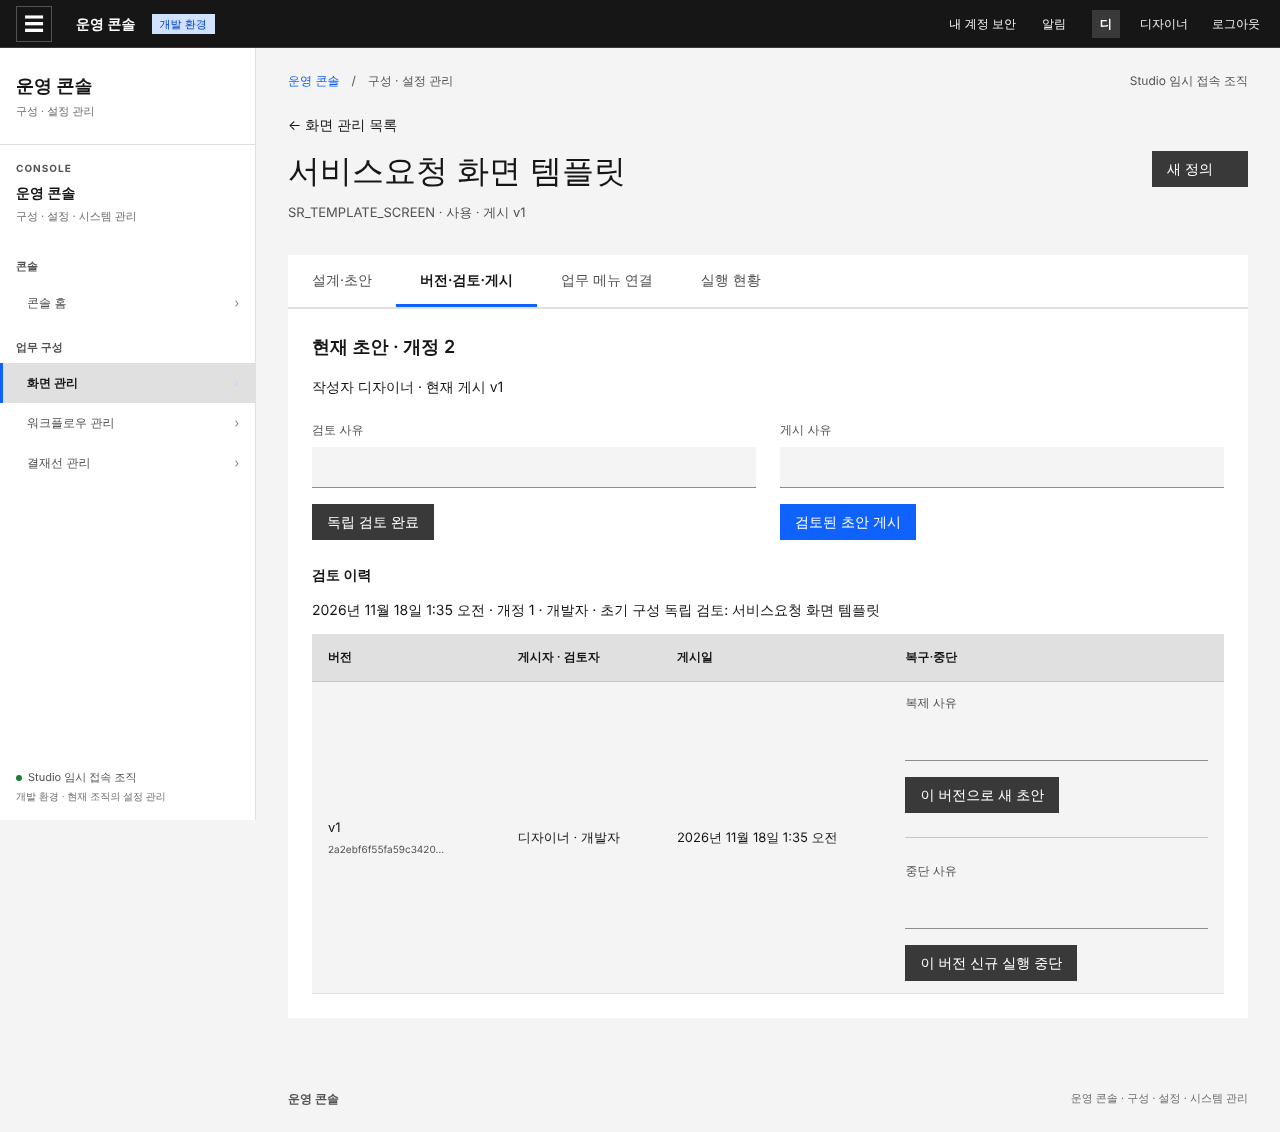 운영 콘솔
개발 환경
내 계정 보안
알림
디
디자이너
로그아웃
운영 콘솔
구성 · 설정 관리
CONSOLE
운영 콘솔
구성 · 설정 · 시스템 관리
콘솔
콘솔 홈
업무 구성
화면 관리
워크플로우 관리
결재선 관리
Studio 임시 접속 조직
개발 환경 · 현재 조직의 설정 관리
운영 콘솔 / 구성 · 설정 관리
Studio 임시 접속 조직
← 화면 관리 목록
서비스요청 화면 템플릿
새 정의
SR_TEMPLATE_SCREEN · 사용 · 게시 v1
설계·초안
버전·검토·게시
업무 메뉴 연결
실행 현황
현재 초안 · 개정 2
작성자 디자이너 · 현재 게시 v1
검토 사유
게시 사유
독립 검토 완료
검토된 초안 게시
검토 이력
2026년 11월 18일 1:35 오전 · 개정 1 · 개발자 · 초기 구성 독립 검토: 서비스요청 화면 템플릿
버전
게시자 · 검토자
게시일
복구·중단
v1
2a2ebf6f55fa59c3420...
디자이너 · 개발자
2026년 11월 18일 1:35 오전
복제 사유
이 버전으로 새 초안
중단 사유
이 버전 신규 실행 중단
운영 콘솔
운영 콘솔 · 구성 · 설정 · 시스템 관리